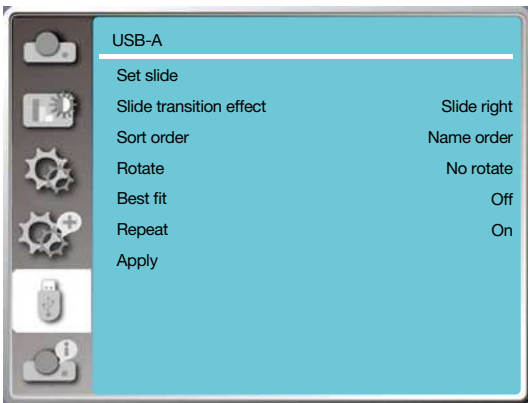 USB-A
Set slide
Slide transition effect Slide right
Sort order Name order
Rotate No rotate
Best fit Off
Repeat On
Apply